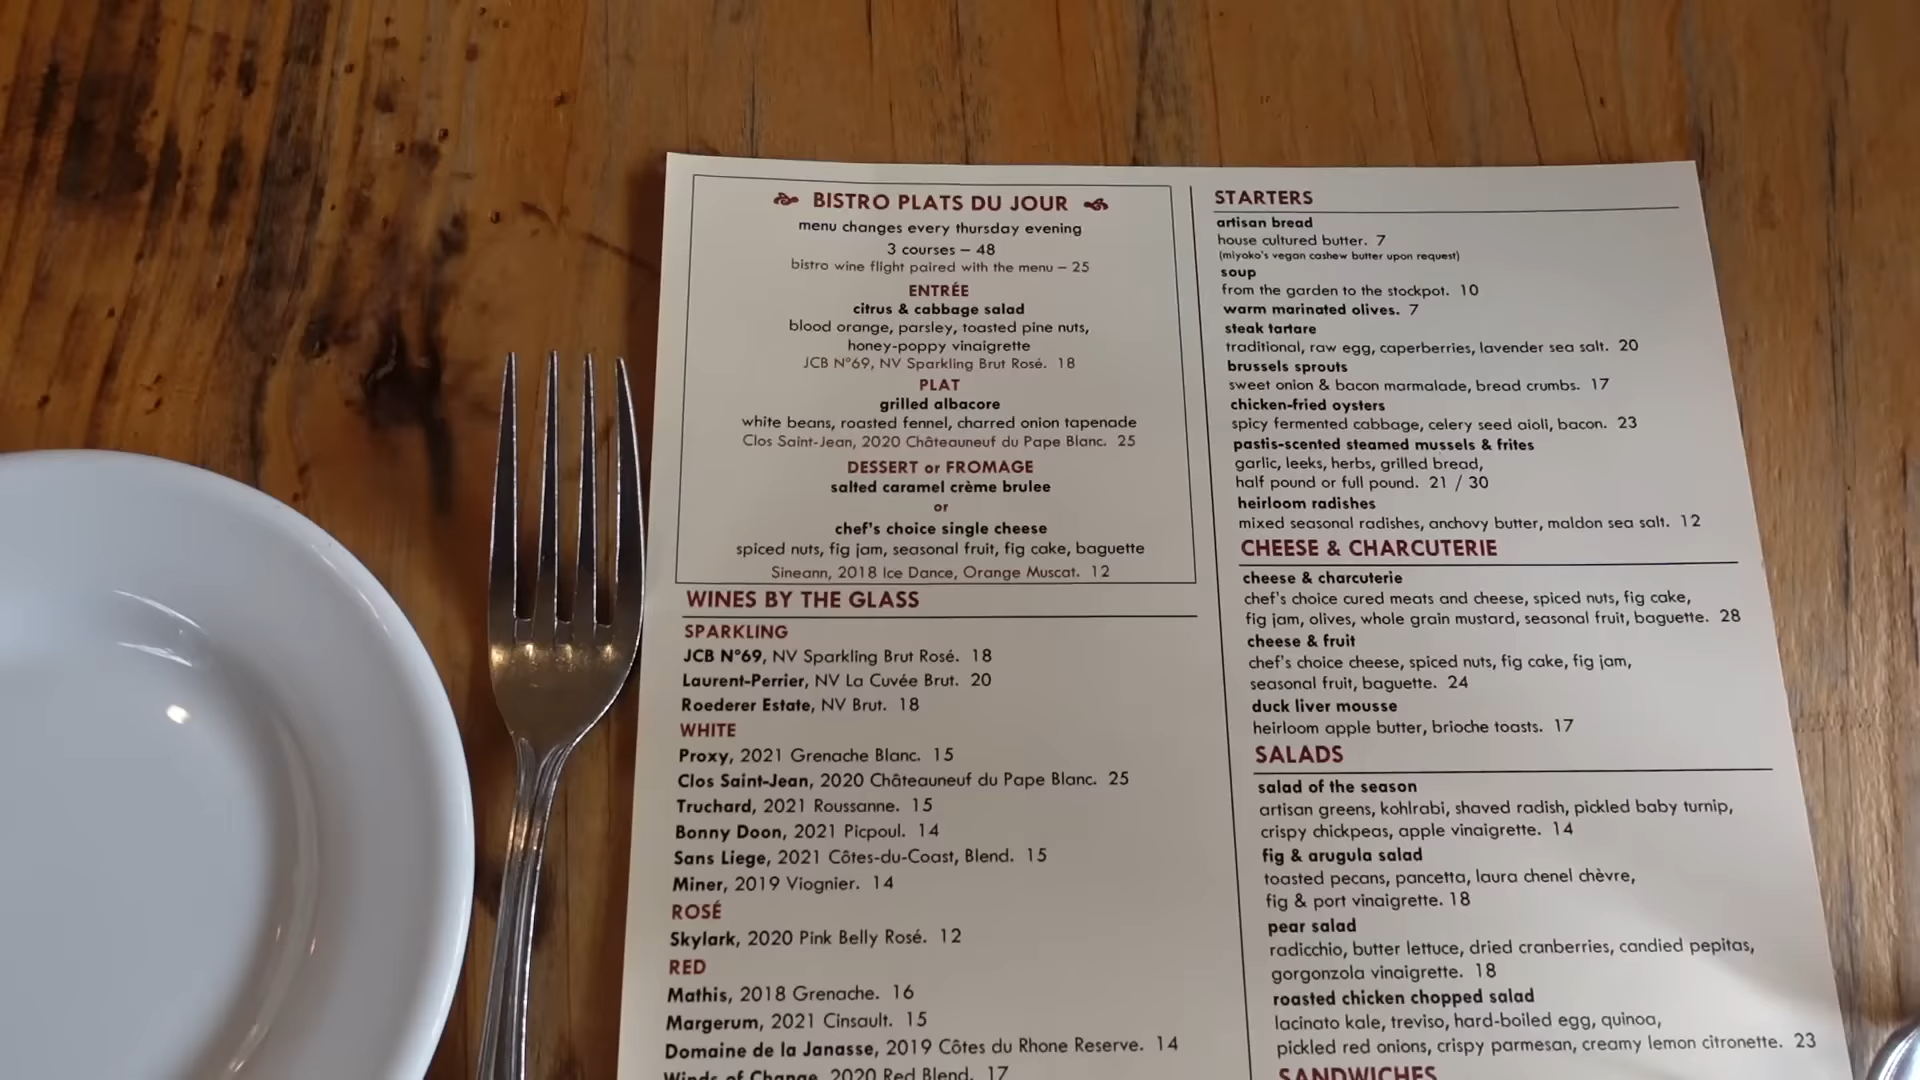 BISTRO PLATS DU JOUR
menu changes every thursday evening
3 courses – 48
bistro wine flight paired with the menu – 25
ENTRÉE
citrus & cabbage salad
blood orange, parsley, toasted pine nuts,
honey-poppy vinaigrette
JCB N°69, NV Sparkling Brut Rosé. 18
PLAT
grilled albacore
white beans, roasted fennel, charred onion tapenade
Clos Saint-Jean, 2020 Châteauneuf du Pape Blanc. 25
DESSERT or FROMAGE
salted caramel crème brulee
or
chef's choice single cheese
spiced nuts, fig jam, seasonal fruit, fig cake, baguette
Sineann, 2018 Ice Dance, Orange Muscat. 12
WINES BY THE GLASS
SPARKLING
JCB N°69, NV Sparkling Brut Rosé. 18
Laurent-Perrier, NV La Cuvée Brut. 20
Roederer Estate, NV Brut. 18
WHITE
Proxy, 2021 Grenache Blanc. 15
Clos Saint-Jean, 2020 Châteauneuf du Pape Blanc. 25
Truchard, 2021 Roussanne. 15
Bonny Doon, 2021 Picpoul. 14
Sans Liege, 2021 Côtes-du-Coast, Blend. 15
Miner, 2019 Viognier. 14
ROSÉ
Skylark, 2020 Pink Belly Rosé. 12
RED
Mathis, 2018 Grenache. 16
Margerum, 2021 Cinsault. 15
Domaine de la Janasse, 2019 Côtes du Rhone Reserve. 14
Winds of Change, 2020 Red Blend. 17
STARTERS
artisan bread
house cultured butter. 7
(miyoko's vegan cashew butter upon request)
soup
from the garden to the stockpot. 10
warm marinated olives. 7
steak tartare
traditional, raw egg, caperberries, lavender sea salt. 20
brussels sprouts
sweet onion & bacon marmalade, bread crumbs. 17
chicken-fried oysters
spicy fermented cabbage, celery seed aioli, bacon. 23
pastis-scented steamed mussels & frites
garlic, leeks, herbs, grilled bread,
half pound or full pound. 21 / 30
heirloom radishes
mixed seasonal radishes, anchovy butter, maldon sea salt. 12
CHEESE & CHARCUTERIE
cheese & charcuterie
chef's choice cured meats and cheese, spiced nuts, fig cake,
fig jam, olives, whole grain mustard, seasonal fruit, baguette. 28
cheese & fruit
chef's choice cheese, spiced nuts, fig cake, fig jam,
seasonal fruit, baguette. 24
duck liver mousse
heirloom apple butter, brioche toasts. 17
SALADS
salad of the season
artisan greens, kohlrabi, shaved radish, pickled baby turnip,
crispy chickpeas, apple vinaigrette. 14
fig & arugula salad
toasted pecans, pancetta, laura chenel chèvre,
fig & port vinaigrette. 18
pear salad
radicchio, butter lettuce, dried cranberries, candied pepitas,
gorgonzola vinaigrette. 18
roasted chicken chopped salad
lacinato kale, treviso, hard-boiled egg, quinoa,
pickled red onions, crispy parmesan, creamy lemon citronette. 23
SANDWICHES